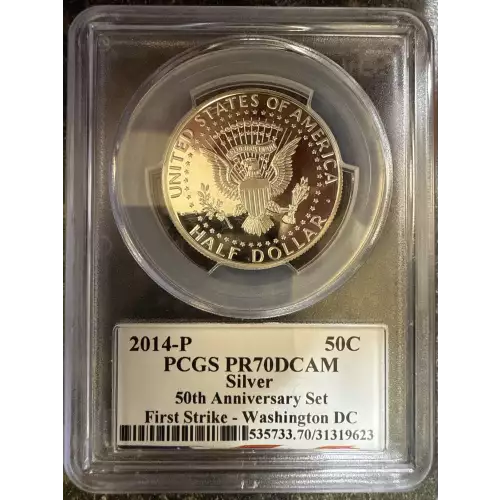 UNITED STATES OF AMERICA
HALF DOLLAR
2014-P 50C
PCGS PR70DCAM
Silver
50th Anniversary Set
First Strike - Washington DC
535733.70/31319623